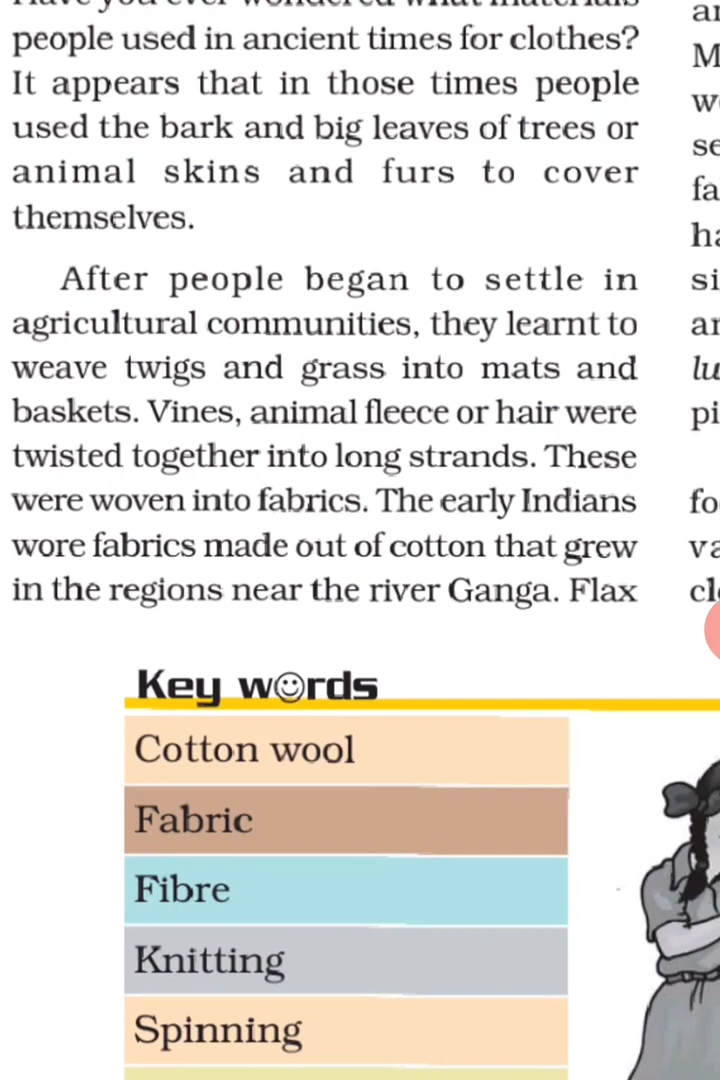 people used in ancient times for clothes?
It appears that in those times people
used the bark and big leaves of trees or
animal skins and furs to cover
themselves.
After people began to settle in
agricultural communities, they learnt to
weave twigs and grass into mats and
baskets. Vines, animal fleece or hair were
twisted together into long strands. These
were woven into fabrics. The early Indians
wore fabrics made out of cotton that grew
in the regions near the river Ganga. Flax
Key words
Cotton wool
Fabric
Fibre
Knitting
Spinning